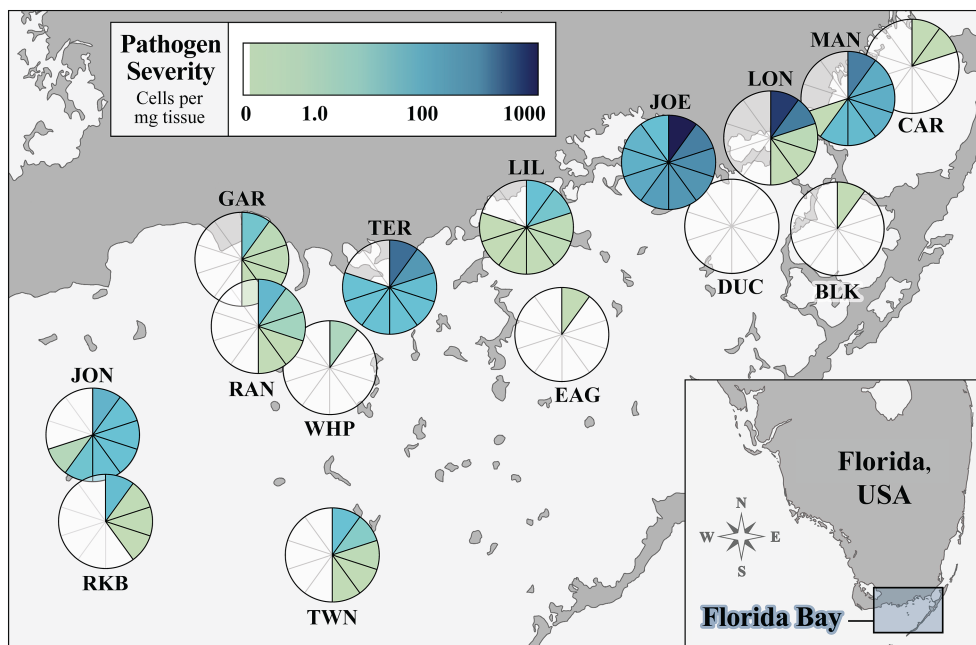 Pathogen
Severity
Cells per
mg tissue
0 1.0 100 1000
MAN
LON
CAR
JOE
LIL
GAR
TER
DUC
BLK
EAG
RAN
WHP
JON
RKB
TWN
Florida,
USA
N
W E
S
Florida Bay